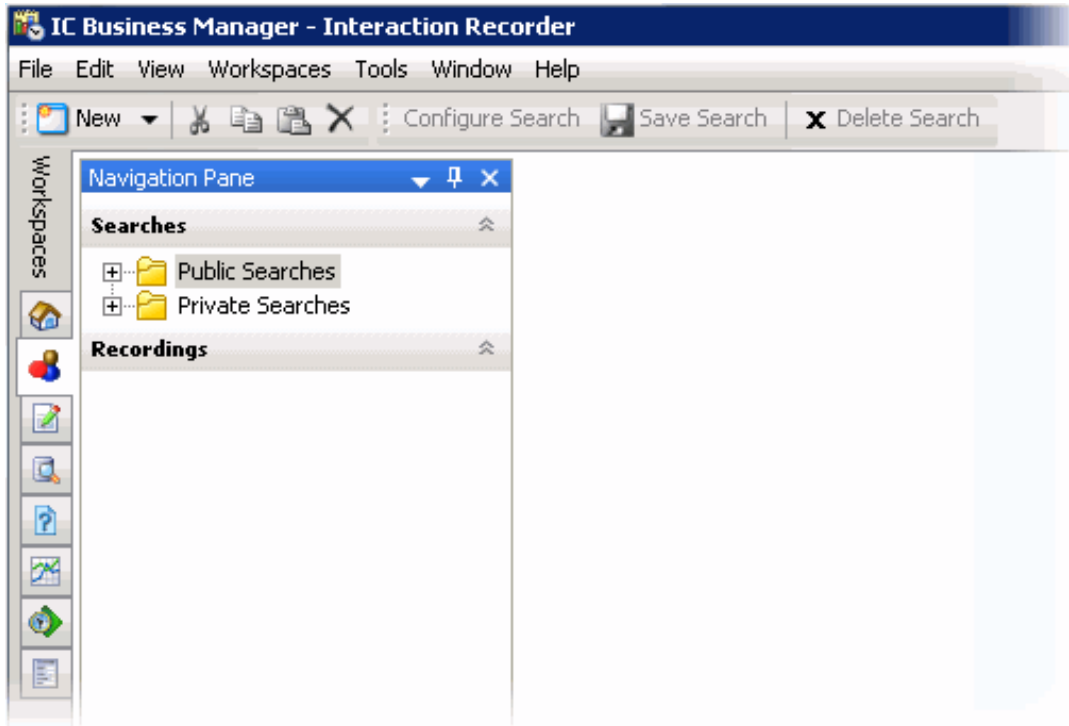 IC Business Manager - Interaction Recorder
File Edit View Workspaces Tools Window Help
New Configure Search Save Search Delete Search
Workspaces
Navigation Pane
Searches
Public Searches
Private Searches
Recordings